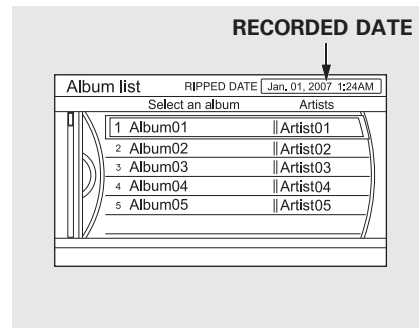 RECORDED DATE
Album list RIPPED DATE Jan. 01, 2007 1:24AM
Select an album Artists
1 Album01 Artist01
2 Album02 Artist02
3 Album03 Artist03
4 Album04 Artist04
5 Album05 Artist05